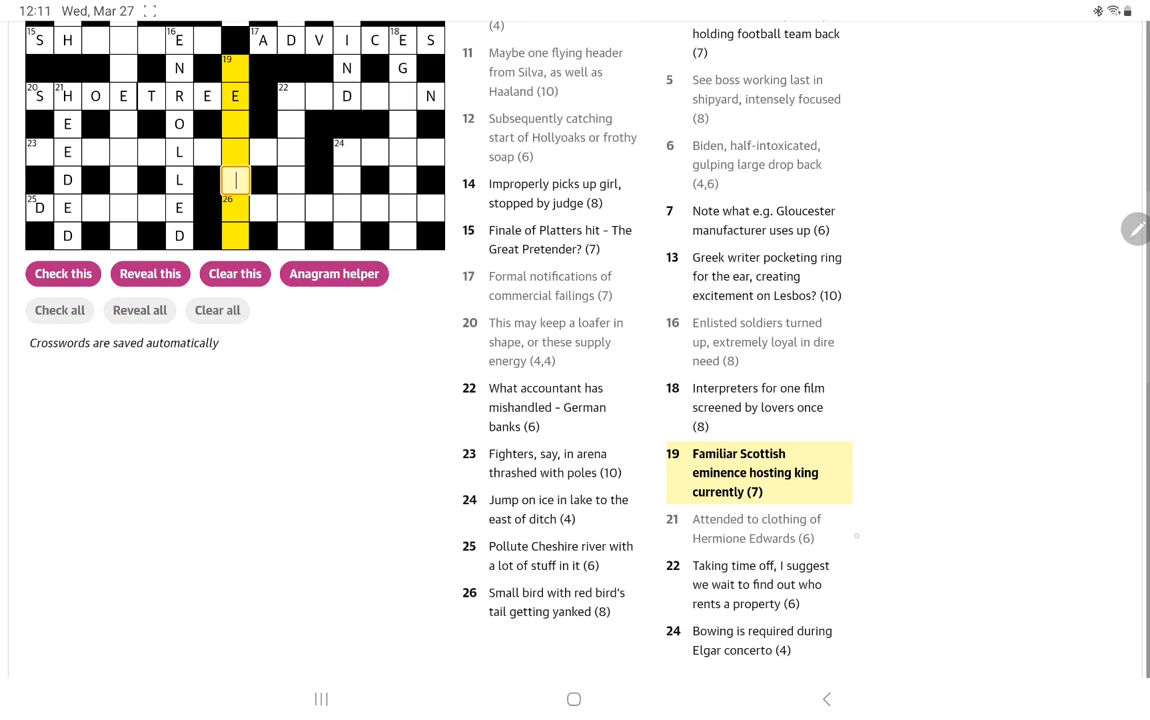 12:11 Wed, Mar 27
15 S H 16 E 17 A D V I C 18 E S
N 19 N G
20 S 21 H O E T R E E 22 D N
E O
23 E L 24
D L
25 D E E 26
D D
Check this
Reveal this
Clear this
Anagram helper
Check all
Reveal all
Clear all
Crosswords are saved automatically
(4)
11 Maybe one flying header
from Silva, as well as
Haaland (10)
12 Subsequently catching
start of Hollyoaks or frothy
soap (6)
14 Improperly picks up girl,
stopped by judge (8)
15 Finale of Platters hit – The
Great Pretender? (7)
17 Formal notifications of
commercial failings (7)
20 This may keep a loafer in
shape, or these supply
energy (4,4)
22 What accountant has
mishandled – German
banks (6)
23 Fighters, say, in arena
thrashed with poles (10)
24 Jump on ice in lake to the
east of ditch (4)
25 Pollute Cheshire river with
a lot of stuff in it (6)
26 Small bird with red bird's
tail getting yanked (8)
holding football team back
(7)
5 See boss working last in
shipyard, intensely focused
(8)
6 Biden, half-intoxicated,
gulping large drop back
(4,6)
7 Note what e.g. Gloucester
manufacturer uses up (6)
13 Greek writer pocketing ring
for the ear, creating
excitement on Lesbos? (10)
16 Enlisted soldiers turned
up, extremely loyal in dire
need (8)
18 Interpreters for one film
screened by lovers once
(8)
19 Familiar Scottish
eminence hosting king
currently (7)
21 Attended to clothing of
Hermione Edwards (6)
22 Taking time off, I suggest
we wait to find out who
rents a property (6)
24 Bowing is required during
Elgar concerto (4)